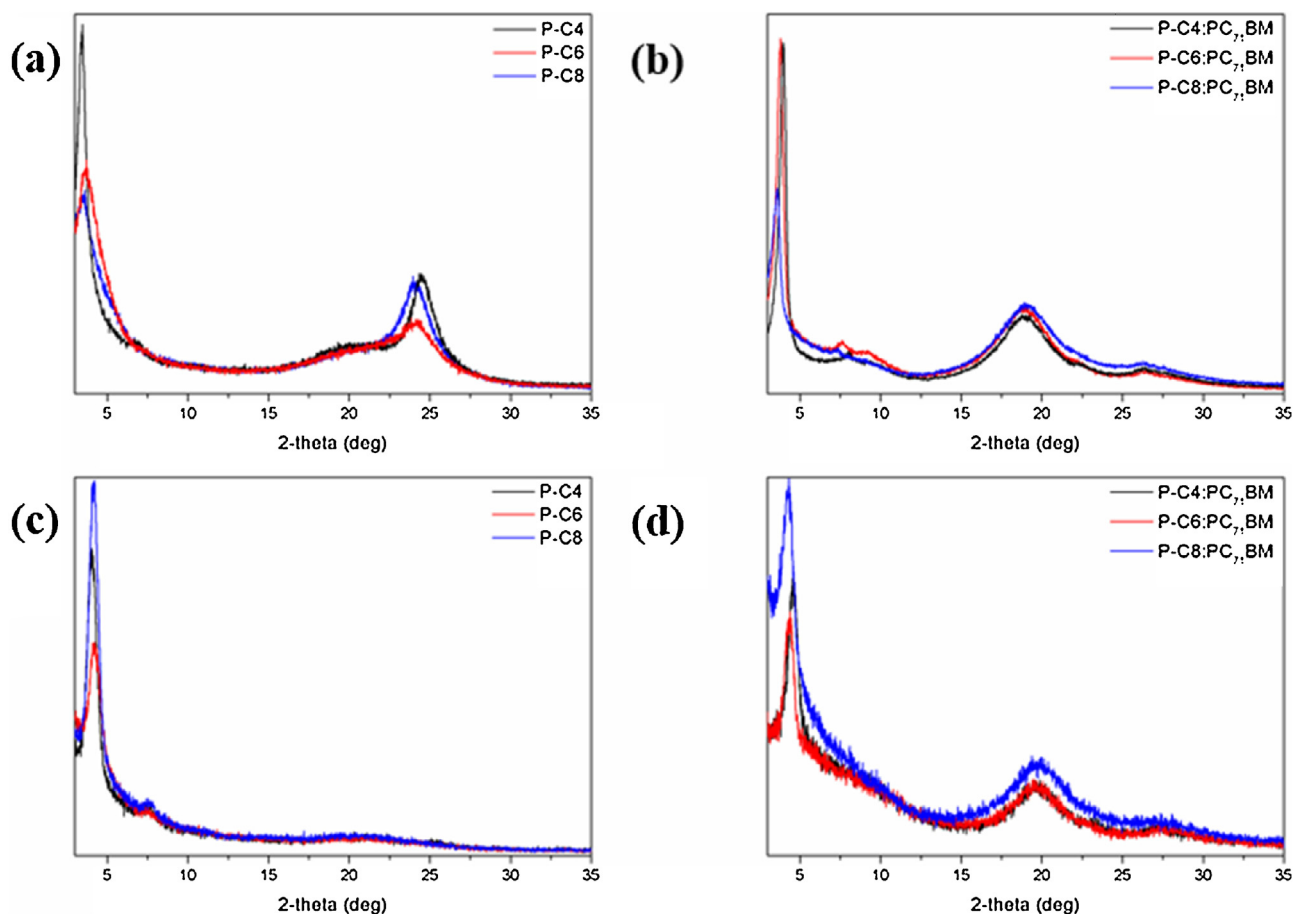 (a)
P-C4
P-C6
P-C8
5 10 15 20 25 30 35
2-theta (deg)
(b)
P-C4:PC₇₁BM
P-C6:PC₇₁BM
P-C8:PC₇₁BM
5 10 15 20 25 30 35
2-theta (deg)
(c)
P-C4
P-C6
P-C8
5 10 15 20 25 30 35
2-theta (deg)
(d)
P-C4:PC₇₁BM
P-C6:PC₇₁BM
P-C8:PC₇₁BM
5 10 15 20 25 30 35
2-theta (deg)